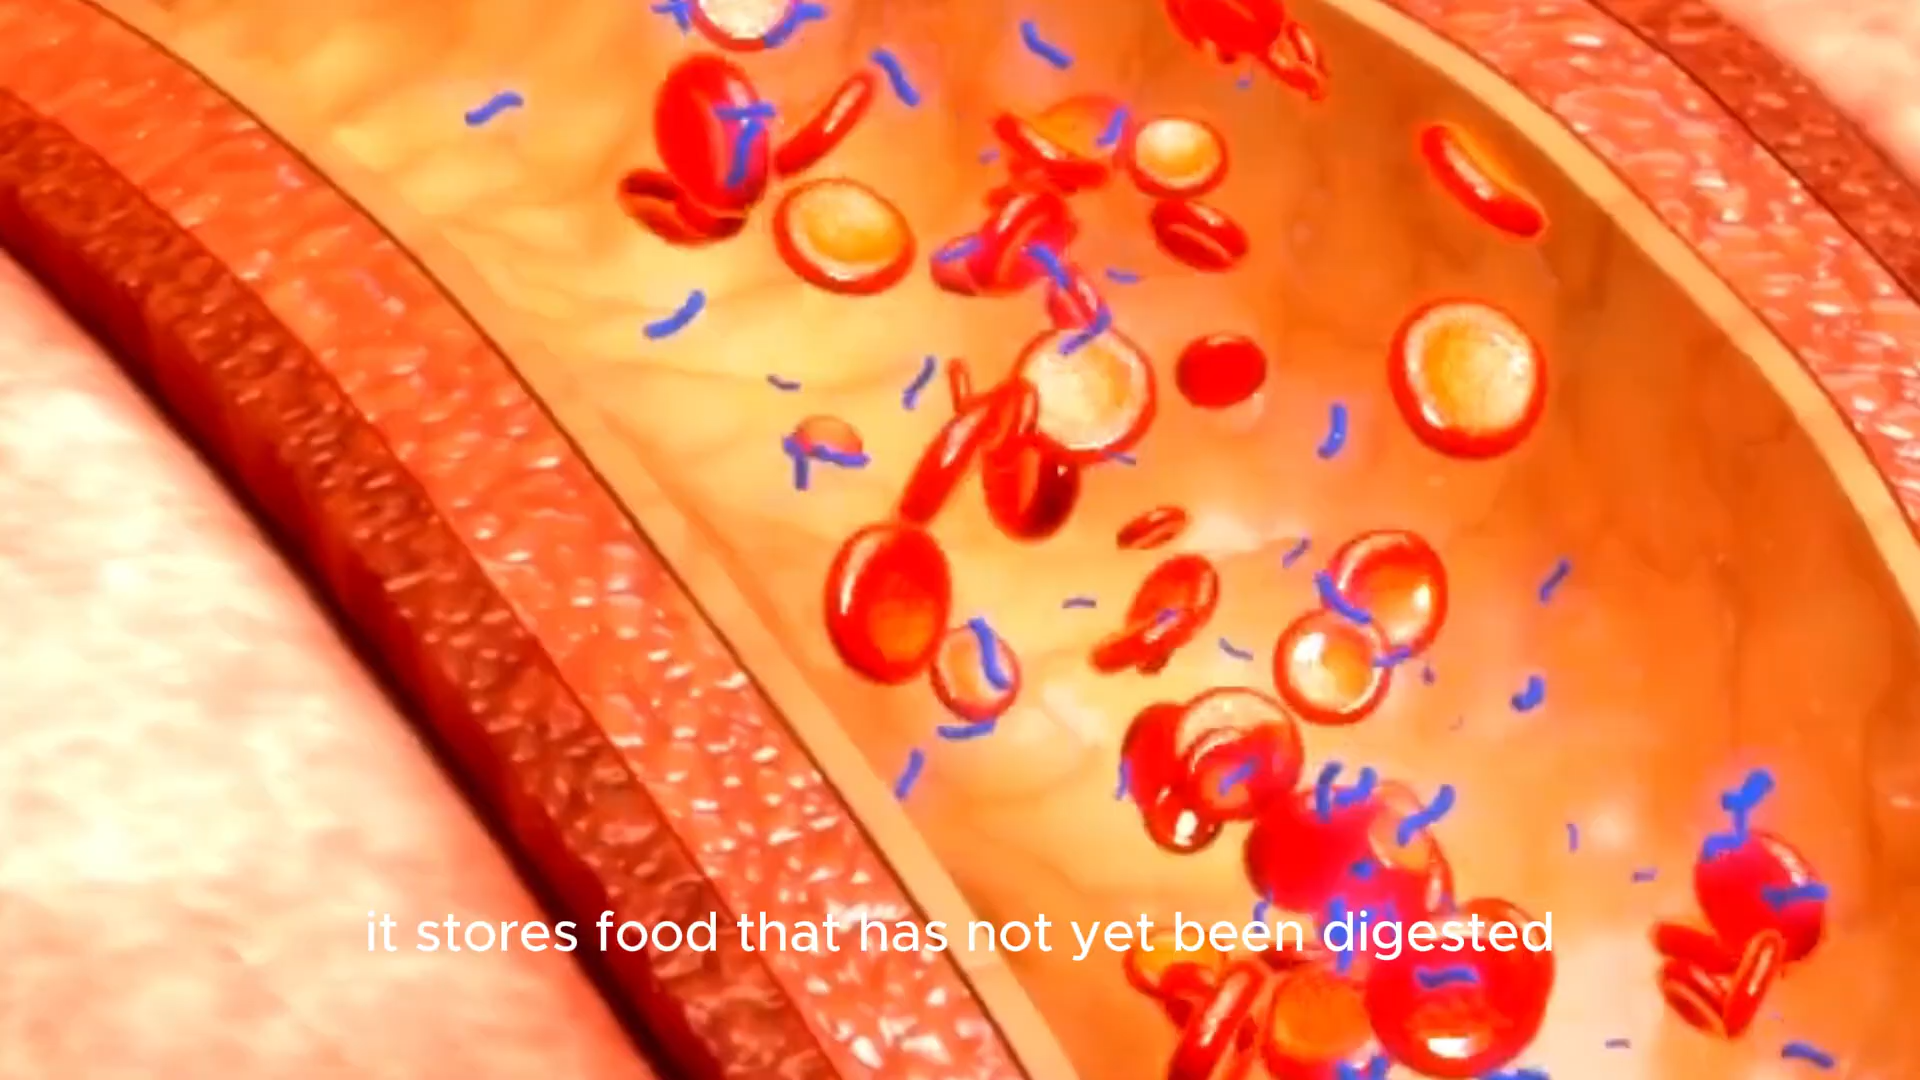 it stores food that has not yet been digested